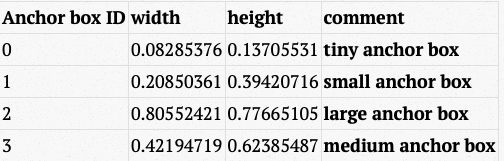 Anchor box ID width height comment
0 0.08285376 0.13705531 tiny anchor box
1 0.20850361 0.39420716 small anchor box
2 0.80552421 0.77665105 large anchor box
3 0.42194719 0.62385487 medium anchor box